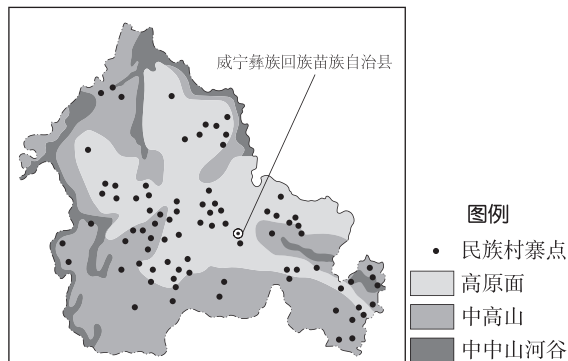 威宁彝族回族苗族自治县
图例
民族村寨点
高原面
中高山
中中山河谷